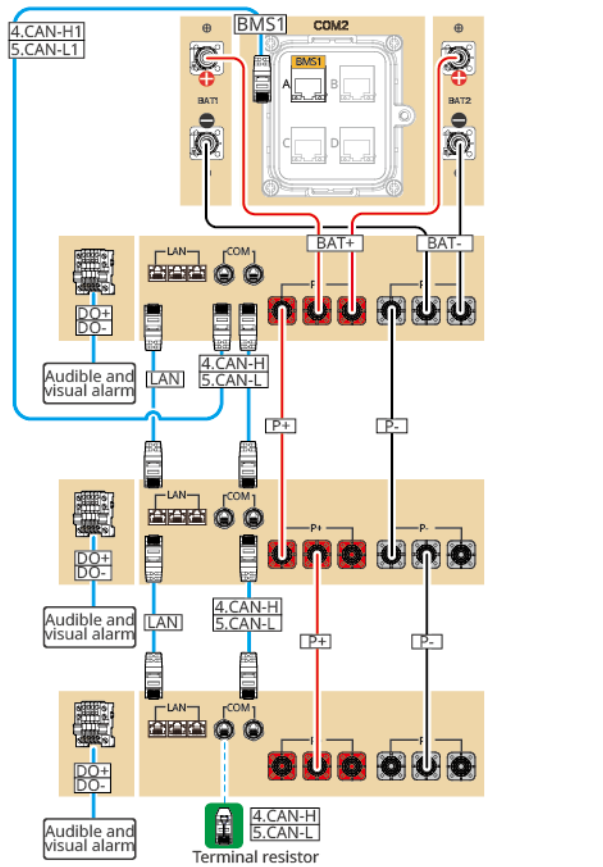 4.CAN-H1
5.CAN-L1
BMS1
COM2
BMS1
A
B
C
D
BAT1
BAT2
BAT+
BAT-
LAN
COM
P
P
DO+
DO-
Audible and
visual alarm
LAN
4.CAN-H
5.CAN-L
P+
P-
LAN
COM
P+
P-
DO+
DO-
Audible and
visual alarm
LAN
4.CAN-H
5.CAN-L
P+
P-
LAN
COM
P
P
DO+
DO-
Audible and
visual alarm
4.CAN-H
5.CAN-L
Terminal resistor